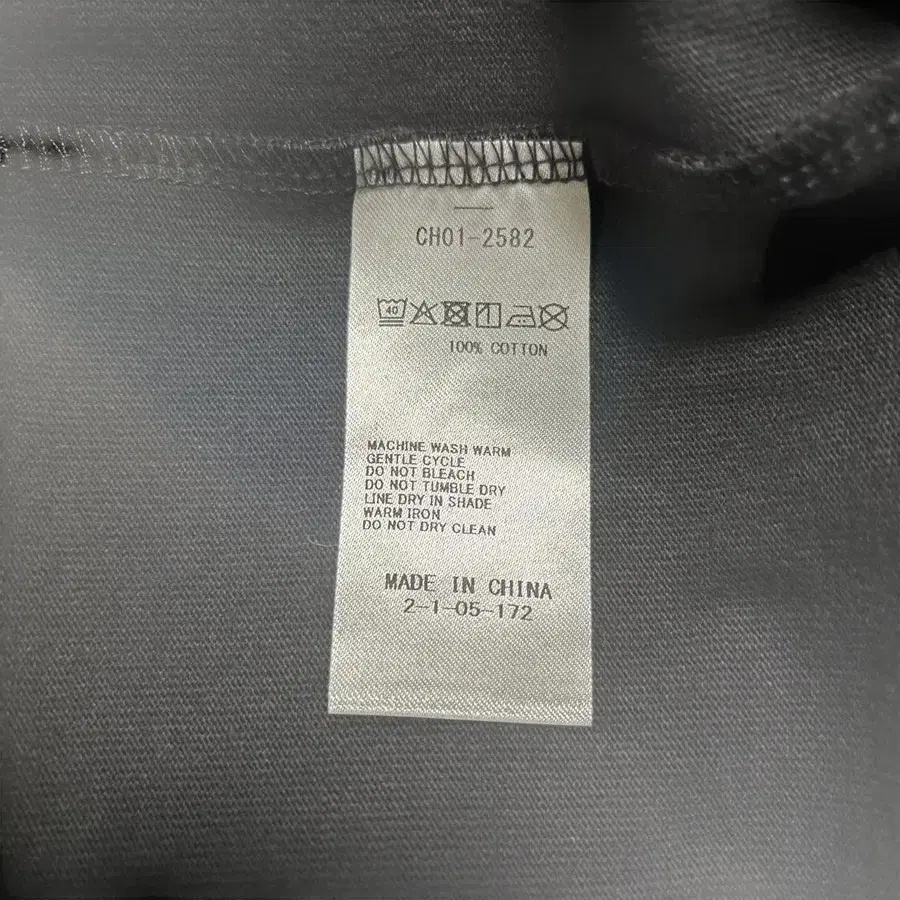 CH01-2582
40
100% COTTON
MACHINE WASH WARM
GENTLE CYCLE
DO NOT BLEACH
DO NOT TUMBLE DRY
LINE DRY IN SHADE
WARM IRON
DO NOT DRY CLEAN
MADE IN CHINA
2-1-05-172